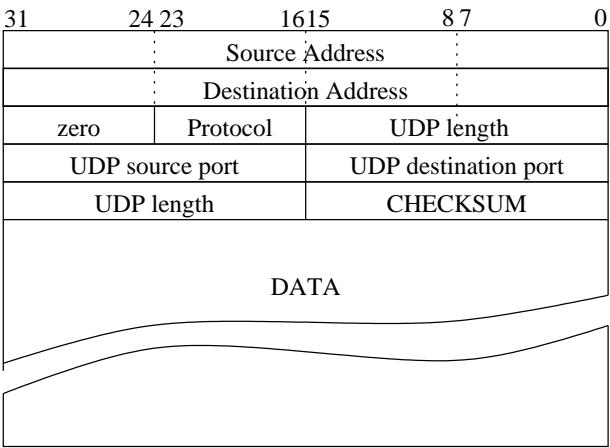 31 24 23 16 15 8 7 0
Source Address
Destination Address
zero Protocol UDP length
UDP source port UDP destination port
UDP length CHECKSUM
DATA